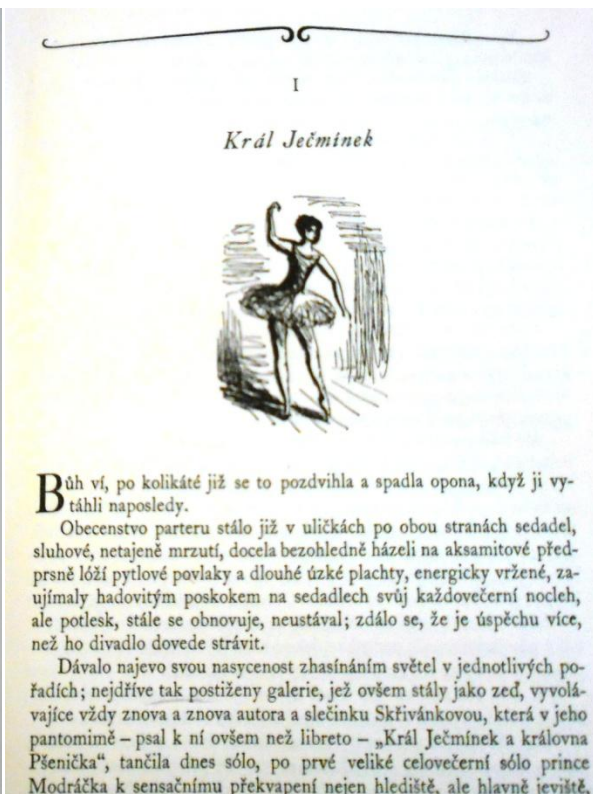 I
Král Ječmínek
Bůh ví, po kolikáté již se to pozdvihla a spadla opona, když ji vy-
táhli naposledy.
Obecenstvo parteru stálo již v uličkách po obou stranách sedadel,
sluhové, netajeně mrzutí, docela bezohledně házeli na aksamitové před-
prsně lóží pytlové povlaky a dlouhé úzké plachty, energicky vržené, za-
ujímaly hadovitým poskokem na sedadlech svůj každovečerní nocleh,
ale potlesk, stále se obnovuje, neustával; zdálo se, že je úspěchu více,
než ho divadlo dovede strávit.
Dávalo najevo svou nasycenost zhasínáním světel v jednotlivých po-
řadích; nejdříve tak postiženy galerie, jež ovšem stály jako zeď, vyvolá-
vajíce vždy znova a znova autora a slečinku Skřivánkovou, která v jeho
pantomimě – psal k ní ovšem než libreto – „Král Ječmínek a královna
Pšenička“, tančila dnes sólo, po prvé veliké celovečerní sólo prince
Modráčka k sensačnímu překvapení nejen hlediště, ale hlavně jeviště,